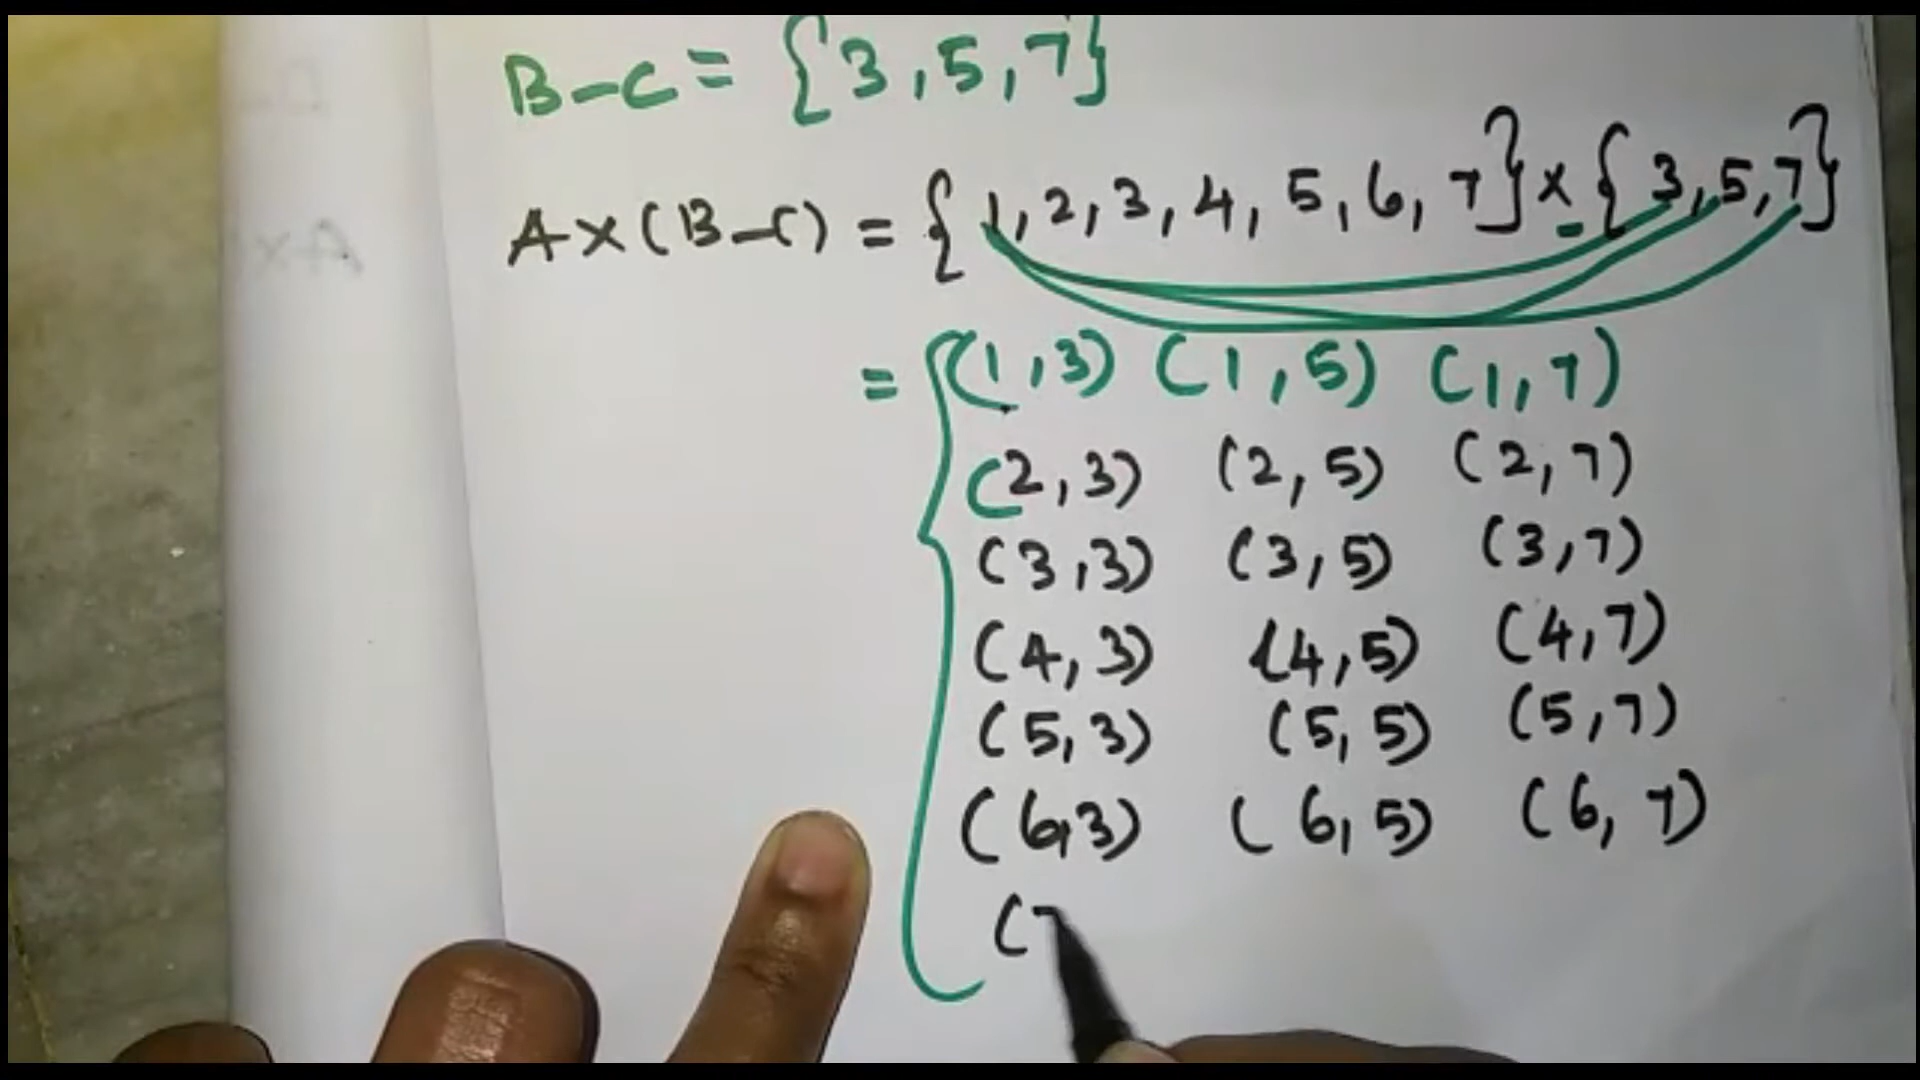 B-C = {3,5,7}
A×(B-C) = {1,2,3,4,5,6,7}×{3,5,7}
= {(1,3) (1,5) (1,7)
(2,3) (2,5) (2,7)
(3,3) (3,5) (3,7)
(4,3) (4,5) (4,7)
(5,3) (5,5) (5,7)
(6,3) (6,5) (6,7)
(7